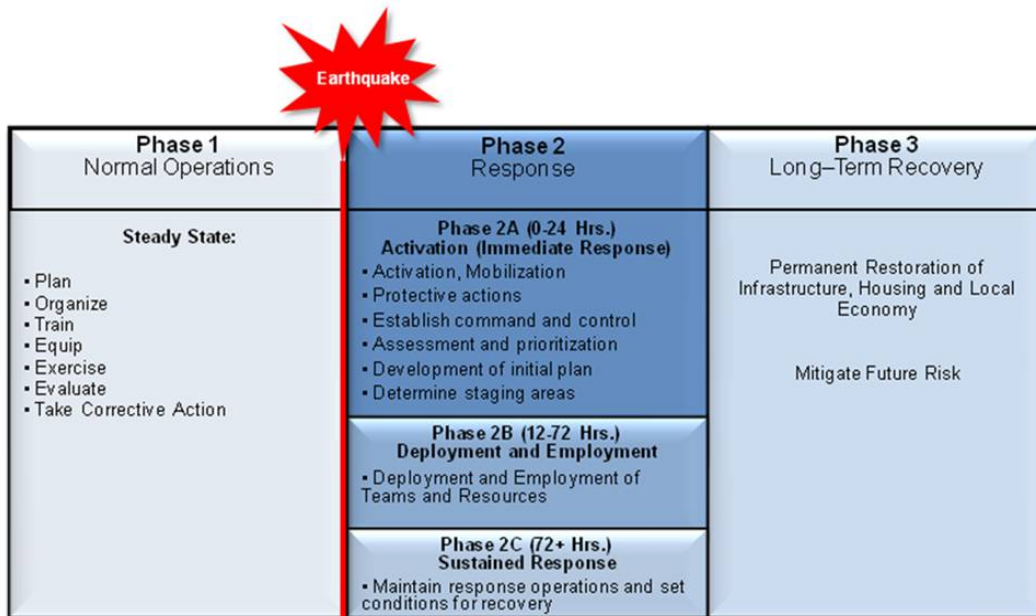 Earthquake
Phase 1
Normal Operations
Steady State:
▪ Plan
▪ Organize
▪ Train
▪ Equip
▪ Exercise
▪ Evaluate
▪ Take Corrective Action
Phase 2
Response
Phase 2A (0-24 Hrs.)
Activation (Immediate Response)
▪ Activation, Mobilization
▪ Protective actions
▪ Establish command and control
▪ Assessment and prioritization
▪ Development of initial plan
▪ Determine staging areas
Phase 2B (12-72 Hrs.)
Deployment and Employment
▪ Deployment and Employment of
Teams and Resources
Phase 2C (72+ Hrs.)
Sustained Response
▪ Maintain response operations and set
conditions for recovery
Phase 3
Long–Term Recovery
Permanent Restoration of
Infrastructure, Housing and Local
Economy
Mitigate Future Risk